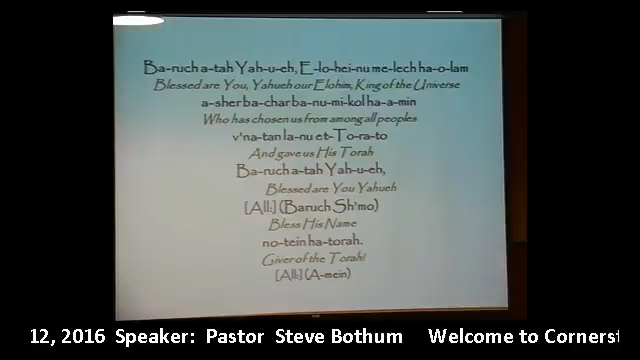 Ba-ruch a-tah Yah-u-eh, E-lo-hei-nu me-lech ha-o-lam
Blessed are You, Yahueh our Elohim, King of the Universe
a-sher ba-char ba-nu-mi-kol ha-a-min
Who has chosen us from among all peoples
v'na-tan la-nu et-To-ra-to
And gave us His Torah
Ba-ruch a-tah Yah-u-eh,
Blessed are You Yahueh
[All:] (Baruch Sh'mo)
Bless His Name
no-tein ha-torah.
Giver of the Torah!
[All:] (A-mein)
12, 2016 Speaker: Pastor Steve Bothum Welcome to Cornerst